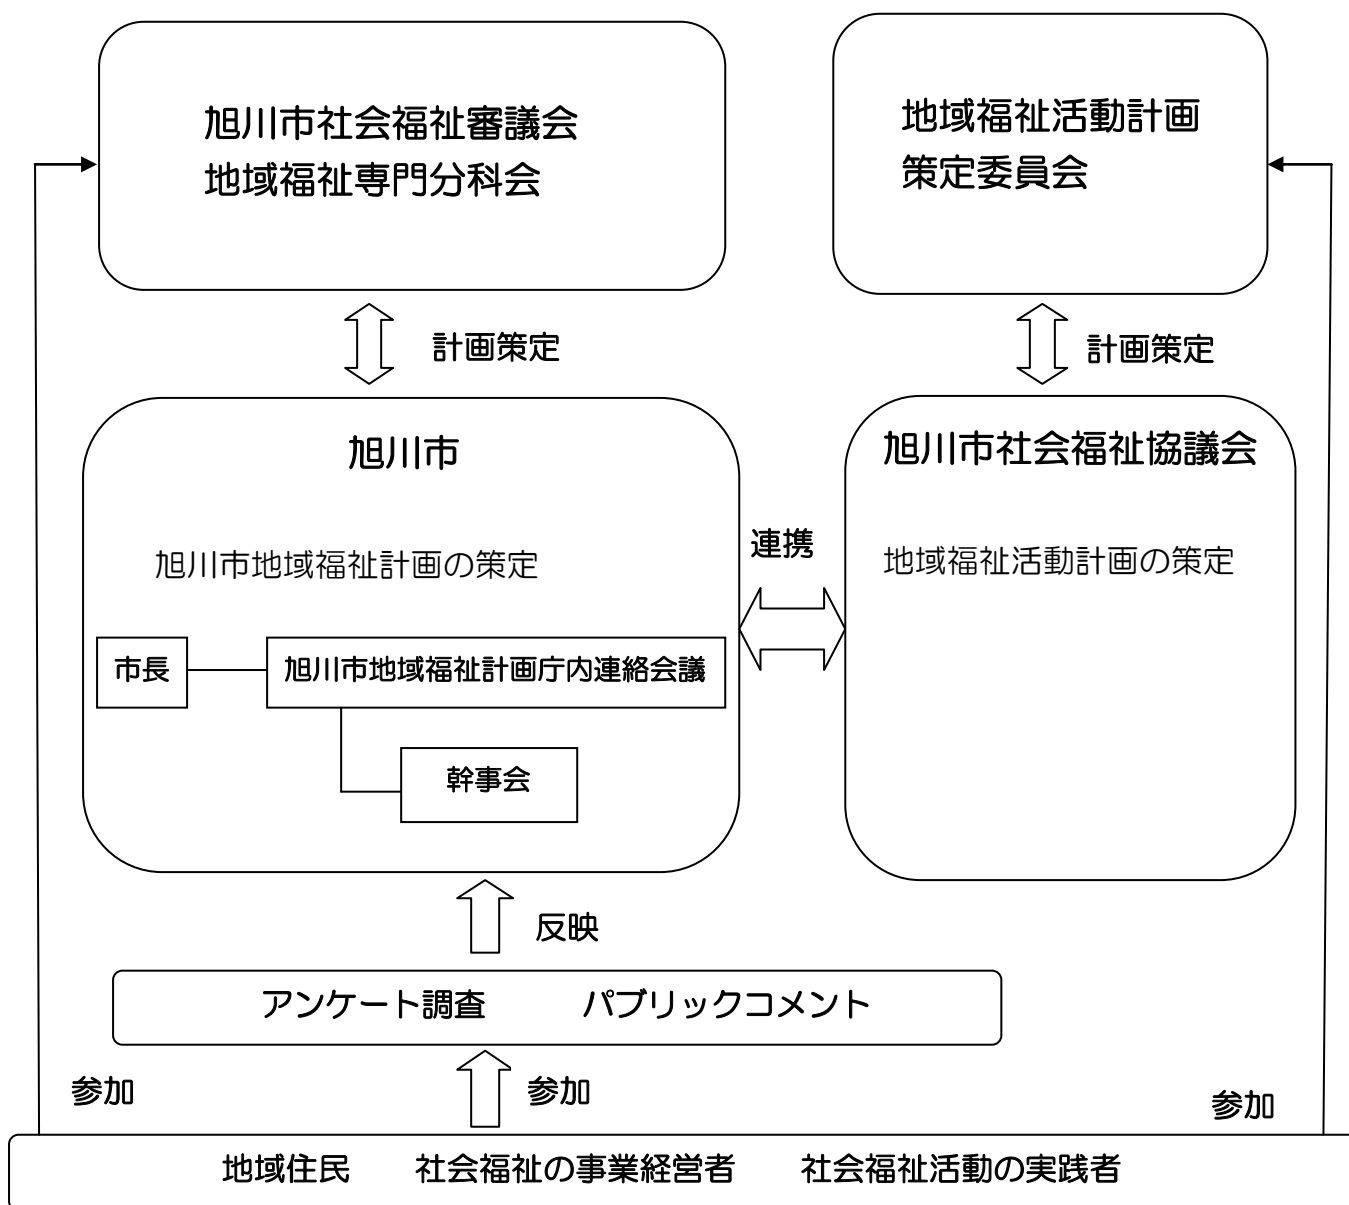 旭川市社会福祉審議会
地域福祉専門分科会
地域福祉活動計画
策定委員会
計画策定
計画策定
旭川市
旭川市社会福祉協議会
連携
旭川市地域福祉計画の策定
地域福祉活動計画の策定
市長
旭川市地域福祉計画庁内連絡会議
幹事会
反映
アンケート調査 パブリックコメント
参加
参加
参加
地域住民 社会福祉の事業経営者 社会福祉活動の実践者